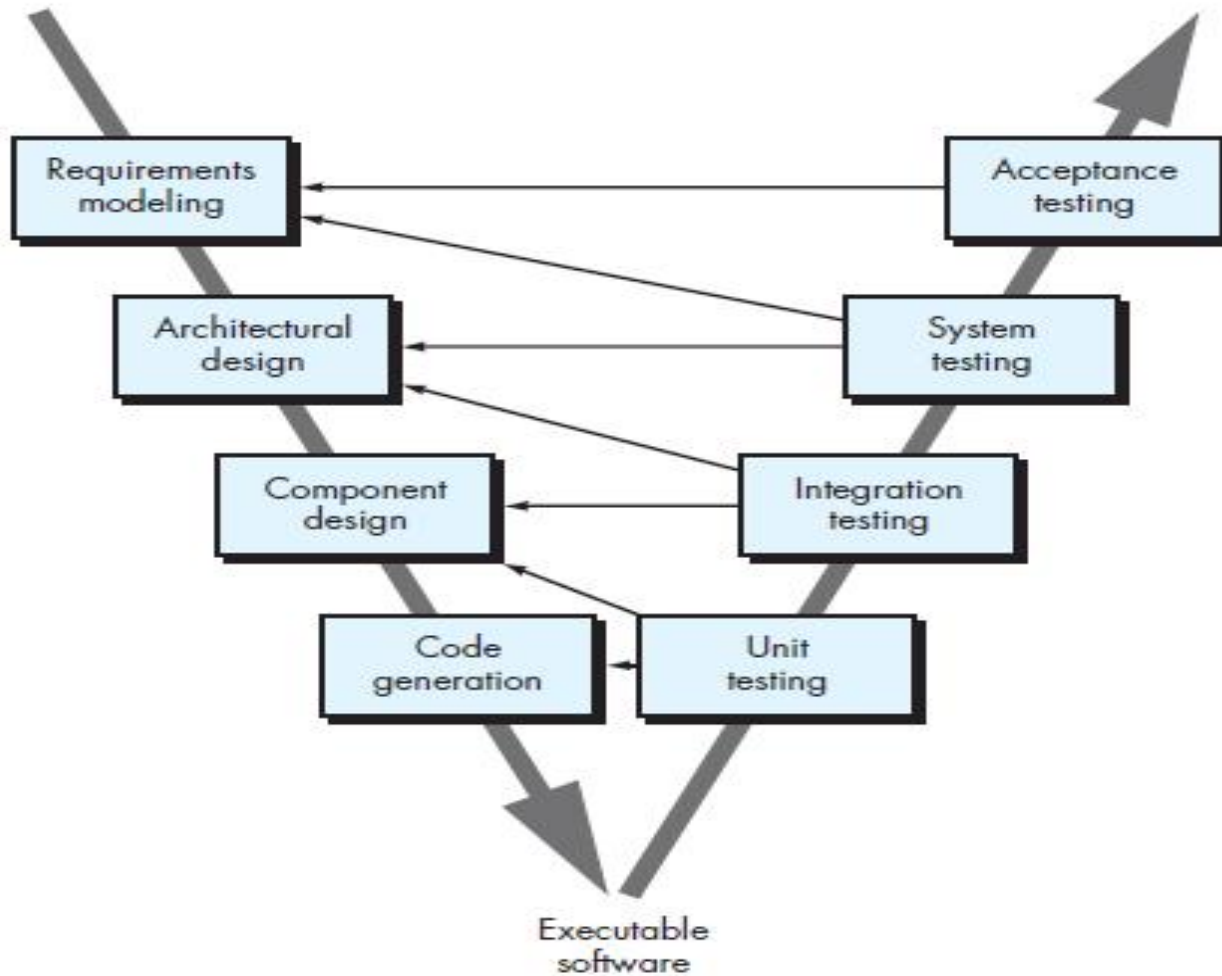 Requirements
modeling
Acceptance
testing
Architectural
design
System
testing
Component
design
Integration
testing
Code
generation
Unit
testing
Executable
software